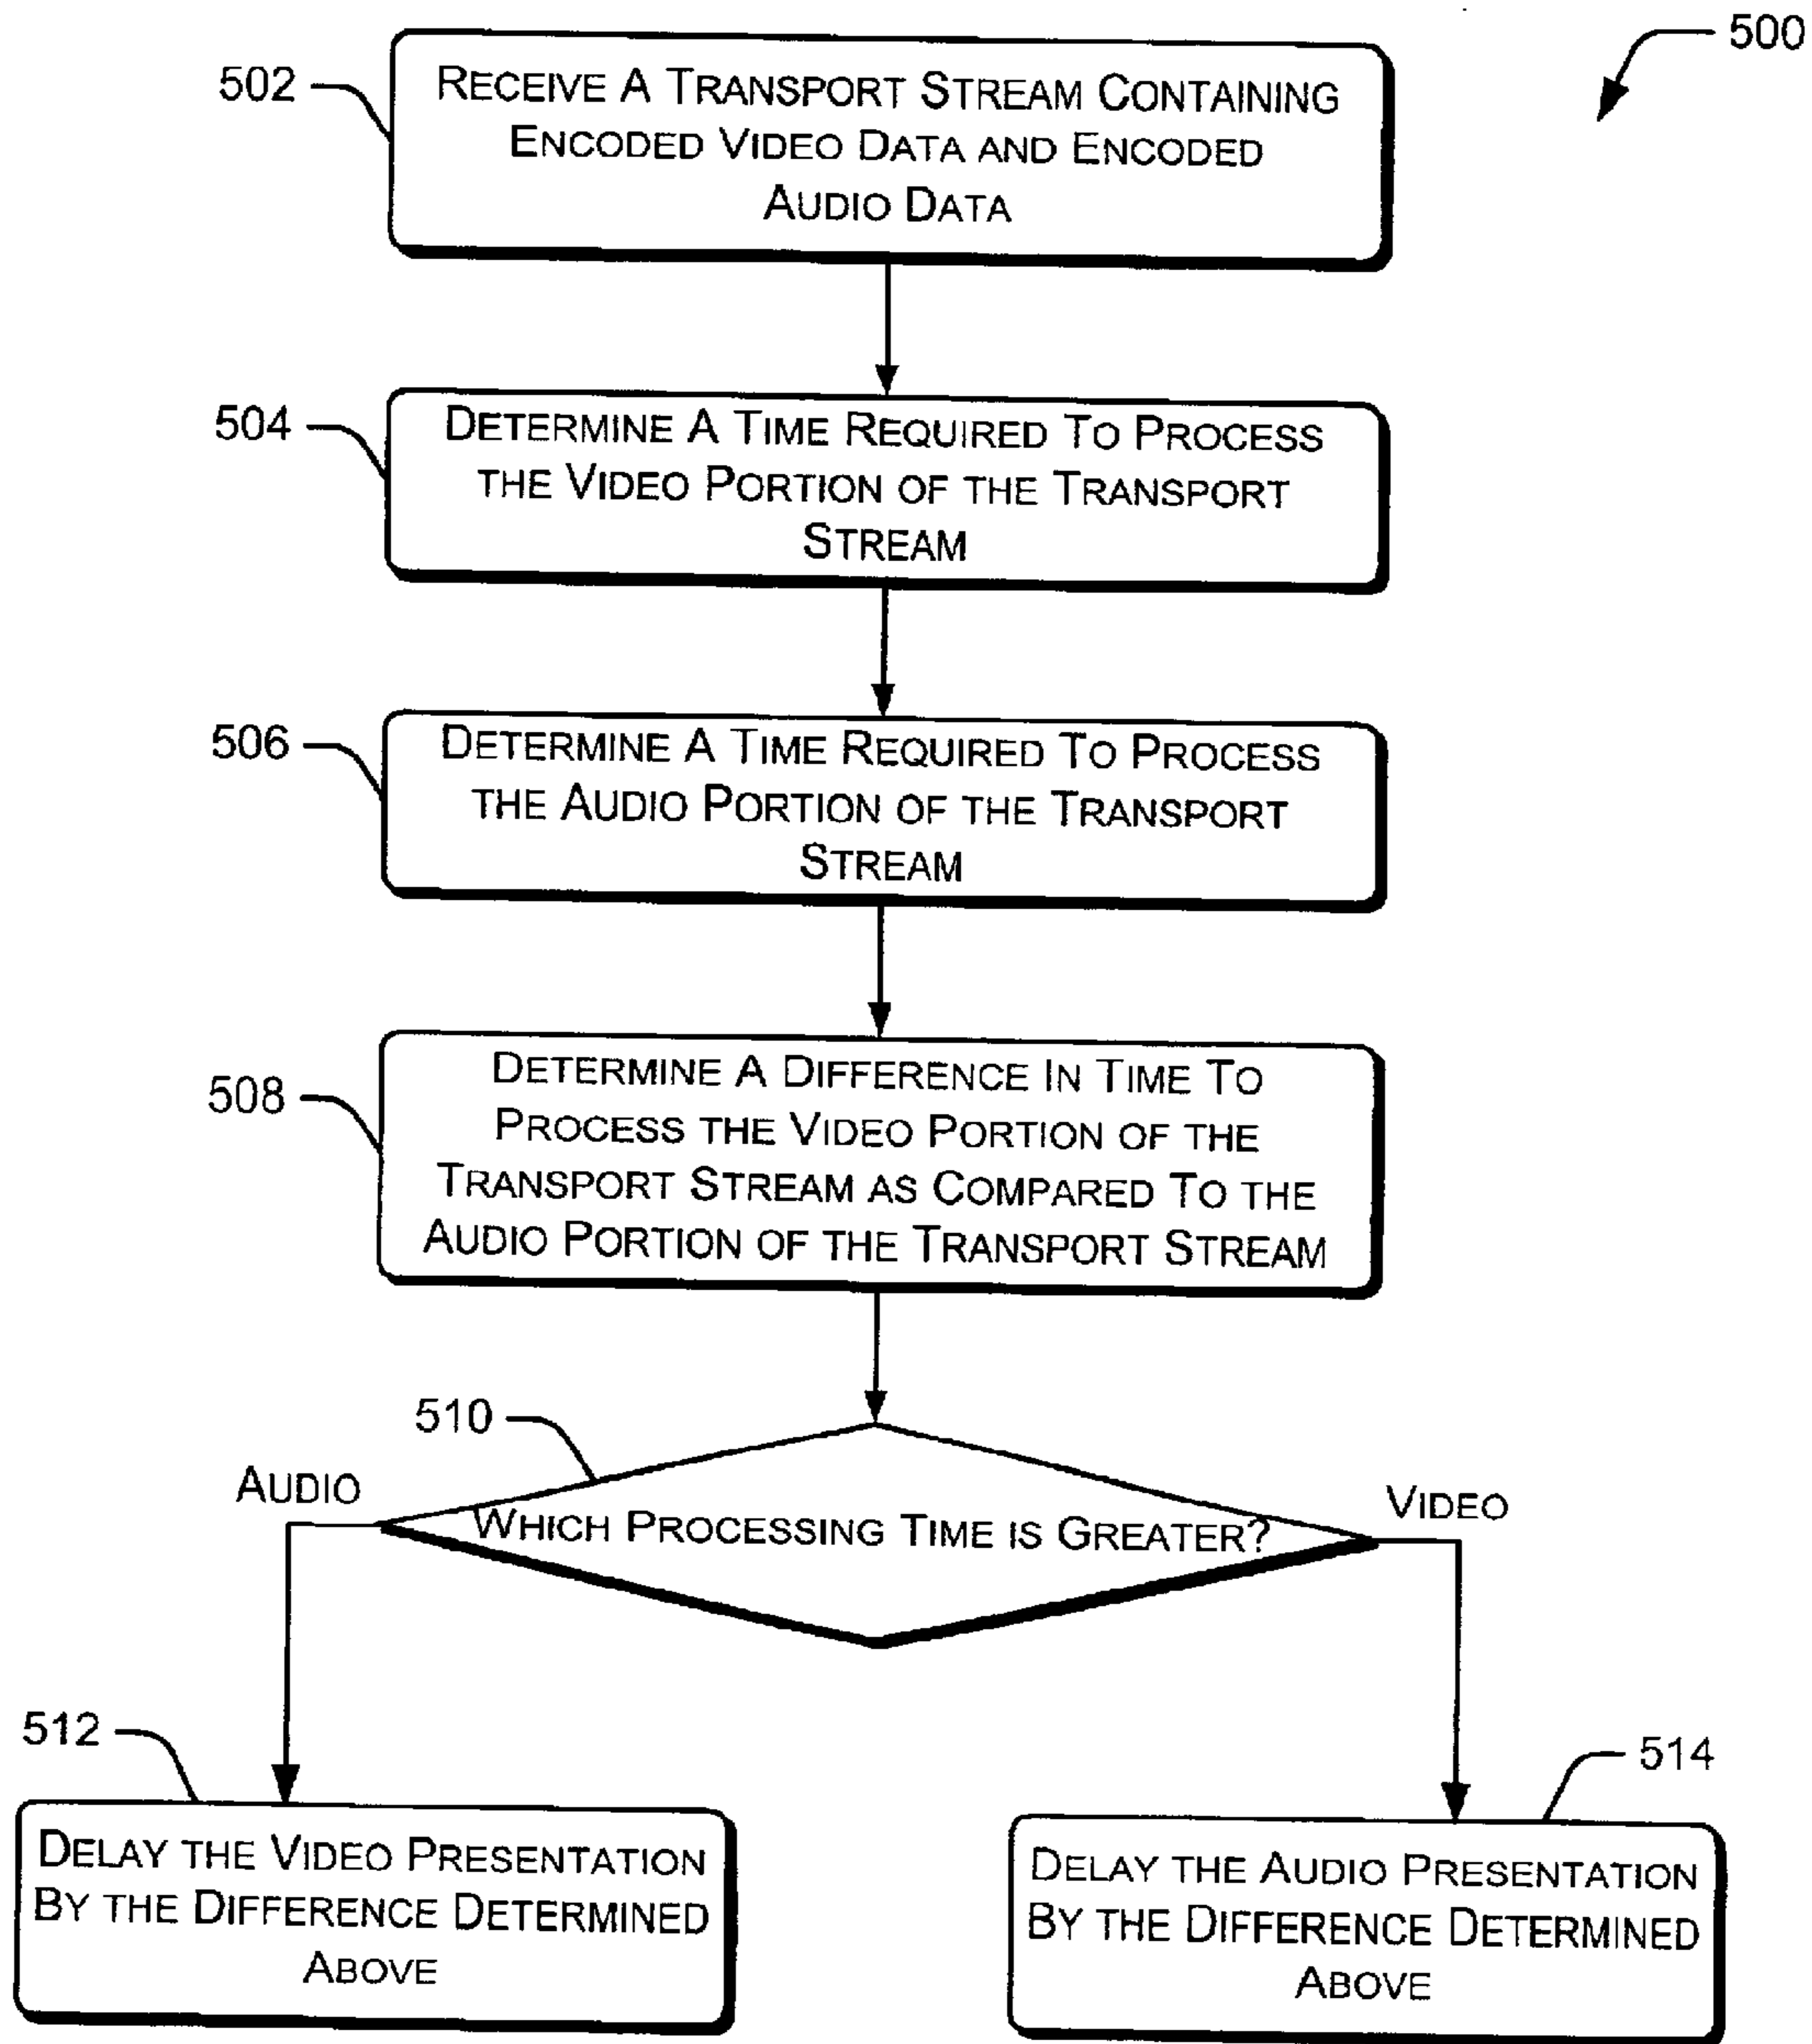 500
502
RECEIVE A TRANSPORT STREAM CONTAINING
ENCODED VIDEO DATA AND ENCODED
AUDIO DATA
504
DETERMINE A TIME REQUIRED TO PROCESS
THE VIDEO PORTION OF THE TRANSPORT
STREAM
506
DETERMINE A TIME REQUIRED TO PROCESS
THE AUDIO PORTION OF THE TRANSPORT
STREAM
508
DETERMINE A DIFFERENCE IN TIME TO
PROCESS THE VIDEO PORTION OF THE
TRANSPORT STREAM AS COMPARED TO THE
AUDIO PORTION OF THE TRANSPORT STREAM
510
AUDIO
WHICH PROCESSING TIME IS GREATER?
VIDEO
512
DELAY THE VIDEO PRESENTATION
BY THE DIFFERENCE DETERMINED
ABOVE
514
DELAY THE AUDIO PRESENTATION
BY THE DIFFERENCE DETERMINED
ABOVE